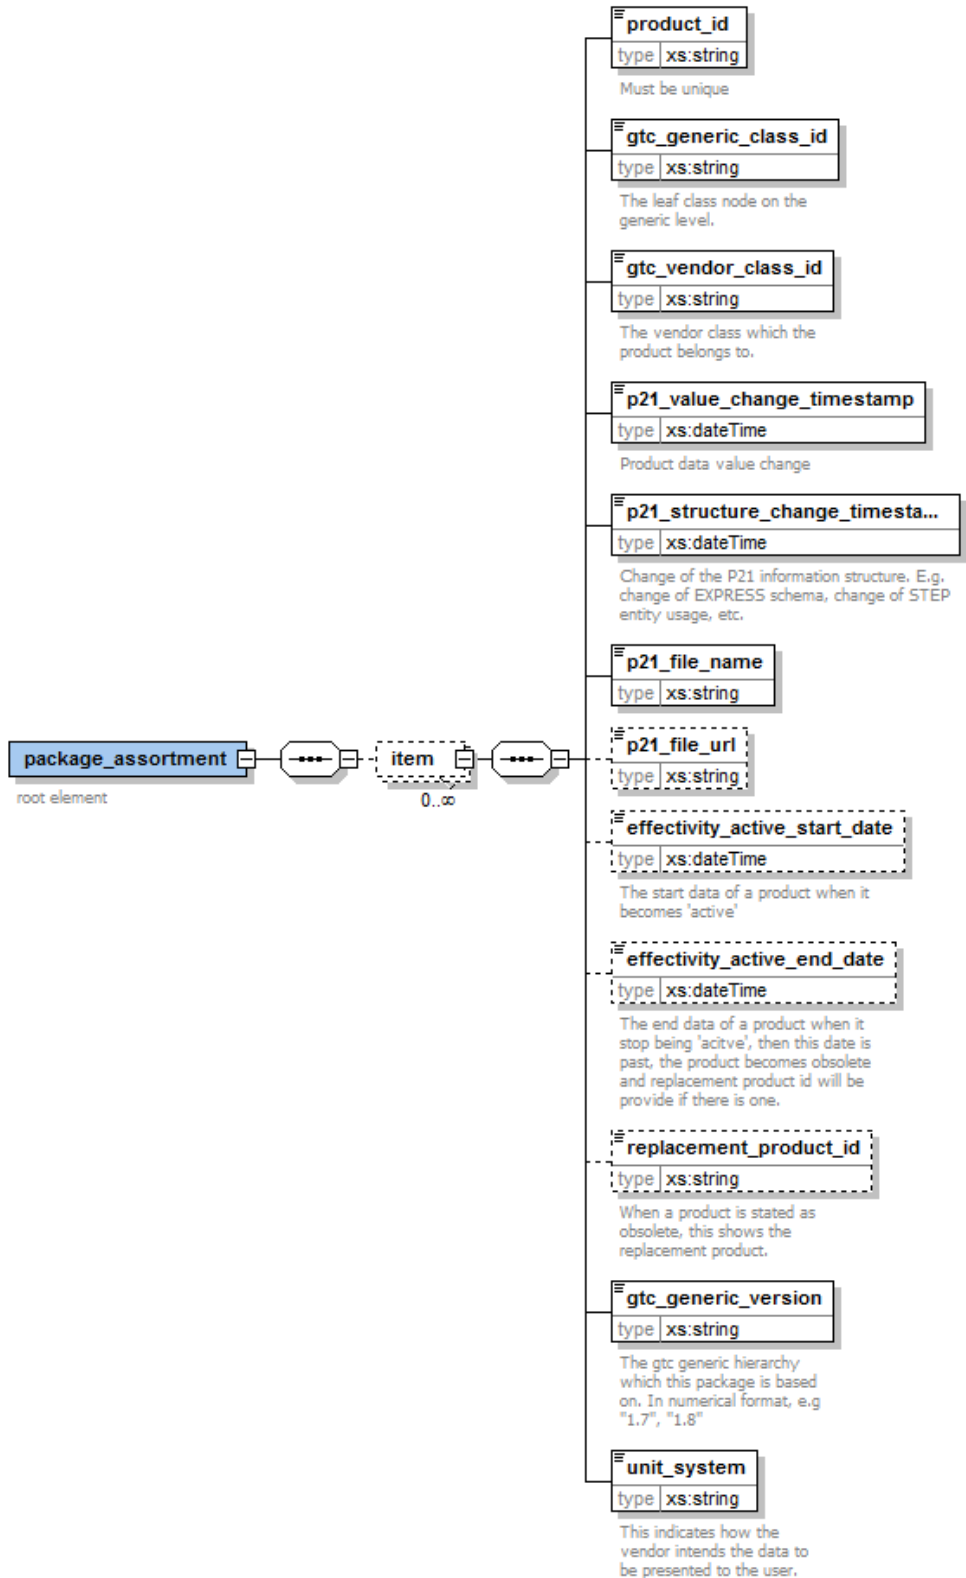 product_id
type xs:string
Must be unique
gtc_generic_class_id
type xs:string
The leaf class node on the
generic level.
gtc_vendor_class_id
type xs:string
The vendor class which the
product belongs to.
p21_value_change_timestamp
type xs:dateTime
Product data value change
p21_structure_change_timesta...
type xs:dateTime
Change of the P21 information structure. E.g.
change of EXPRESS schema, change of STEP
entity usage, etc.
p21_file_name
type xs:string
package_assortment
root element
item
0..∞
p21_file_url
type xs:string
effectivity_active_start_date
type xs:dateTime
The start data of a product when it
becomes 'active'
effectivity_active_end_date
type xs:dateTime
The end data of a product when it
stop being 'acitve', then this date is
past, the product becomes obsolete
and replacement product id will be
provide if there is one.
replacement_product_id
type xs:string
When a product is stated as
obsolete, this shows the
replacement product.
gtc_generic_version
type xs:string
The gtc generic hierarchy
which this package is based
on. In numerical format, e.g
"1.7", "1.8"
unit_system
type xs:string
This indicates how the
vendor intends the data to
be presented to the user.